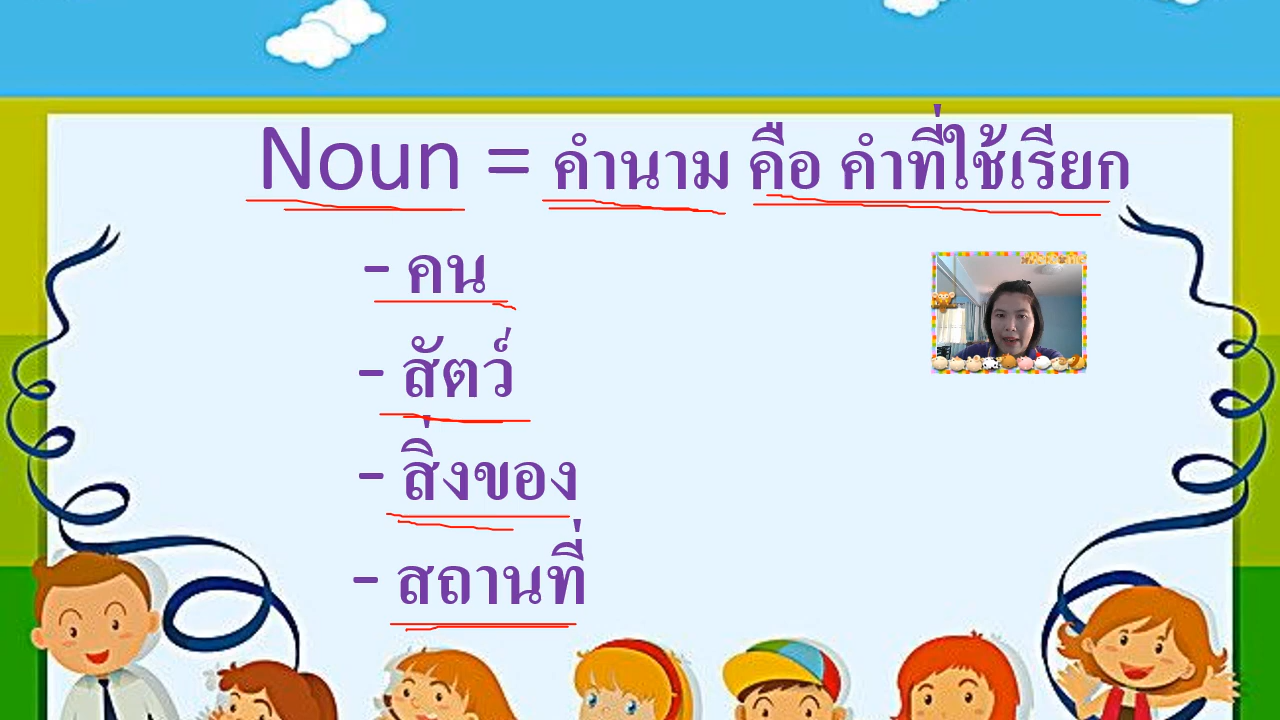 Noun = คำนาม คือ คำที่ใช้เรียก
- คน
- สัตว์
- สิ่งของ
- สถานที่